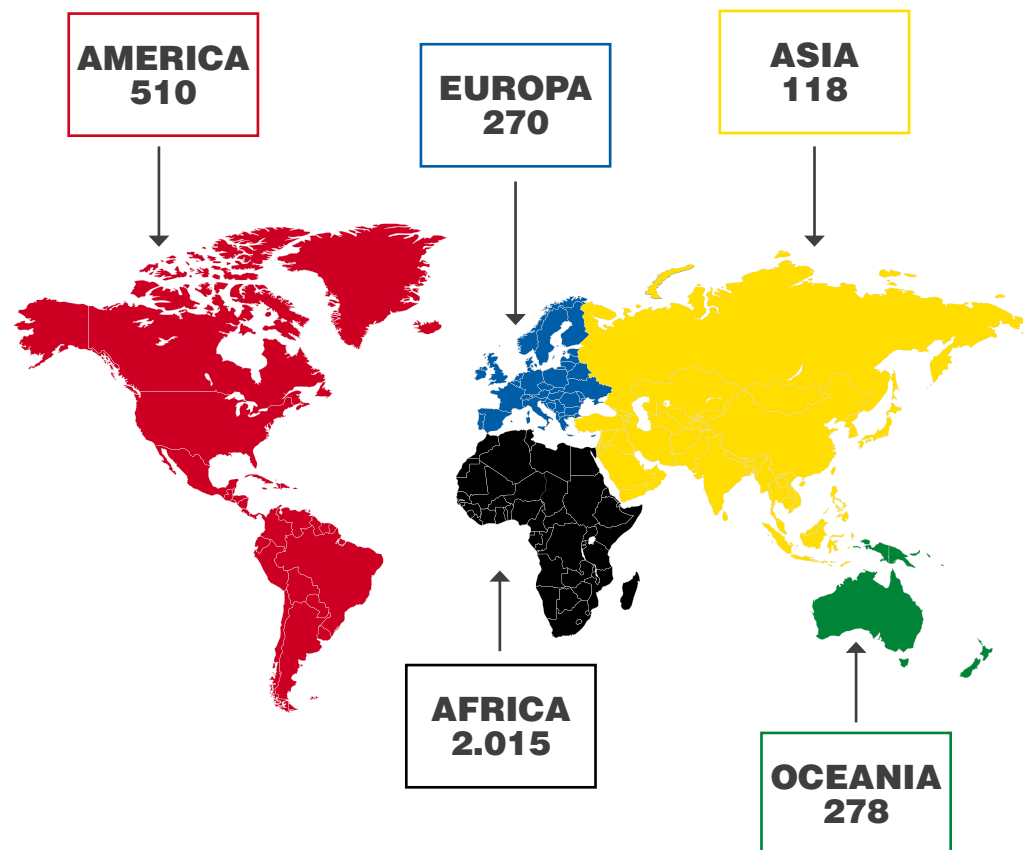 AMERICA
510
EUROPA
270
ASIA
118
AFRICA
2.015
OCEANIA
278